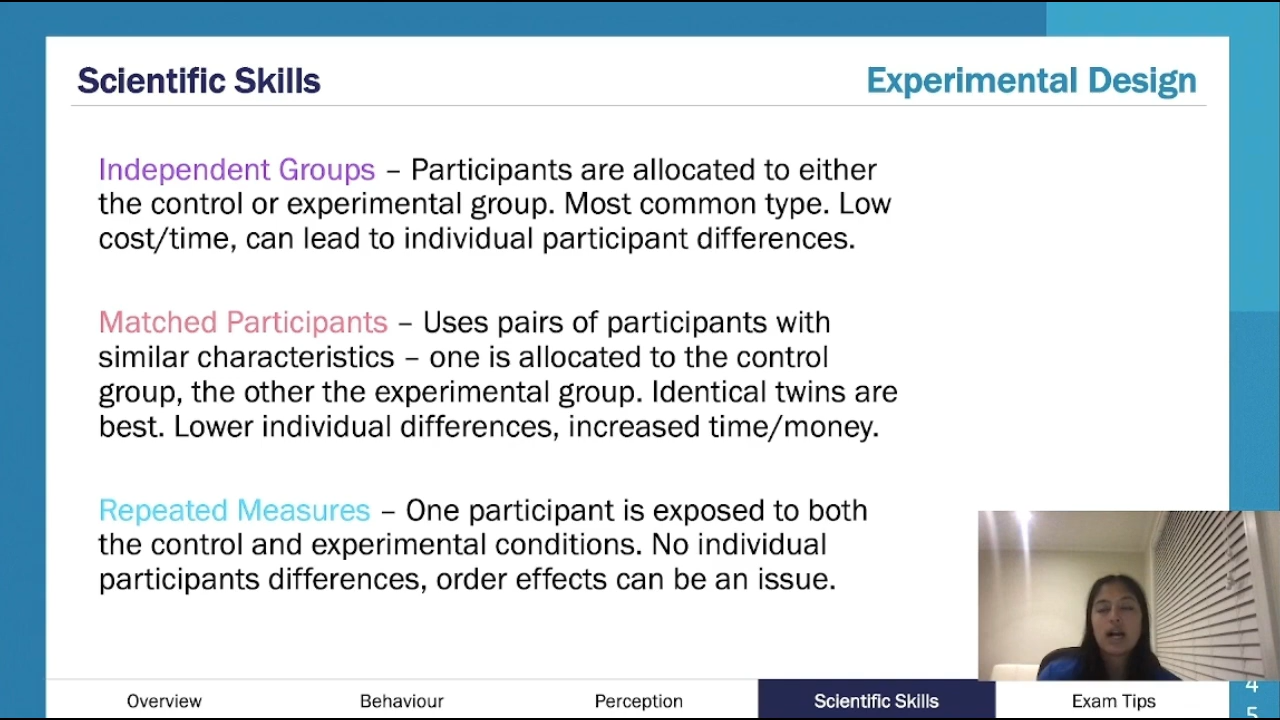 Scientific Skills
Experimental Design
Independent Groups – Participants are allocated to either
the control or experimental group. Most common type. Low
cost/time, can lead to individual participant differences.
Matched Participants – Uses pairs of participants with
similar characteristics – one is allocated to the control
group, the other the experimental group. Identical twins are
best. Lower individual differences, increased time/money.
Repeated Measures – One participant is exposed to both
the control and experimental conditions. No individual
participants differences, order effects can be an issue.
Overview
Behaviour
Perception
Scientific Skills
Exam Tips
4
5